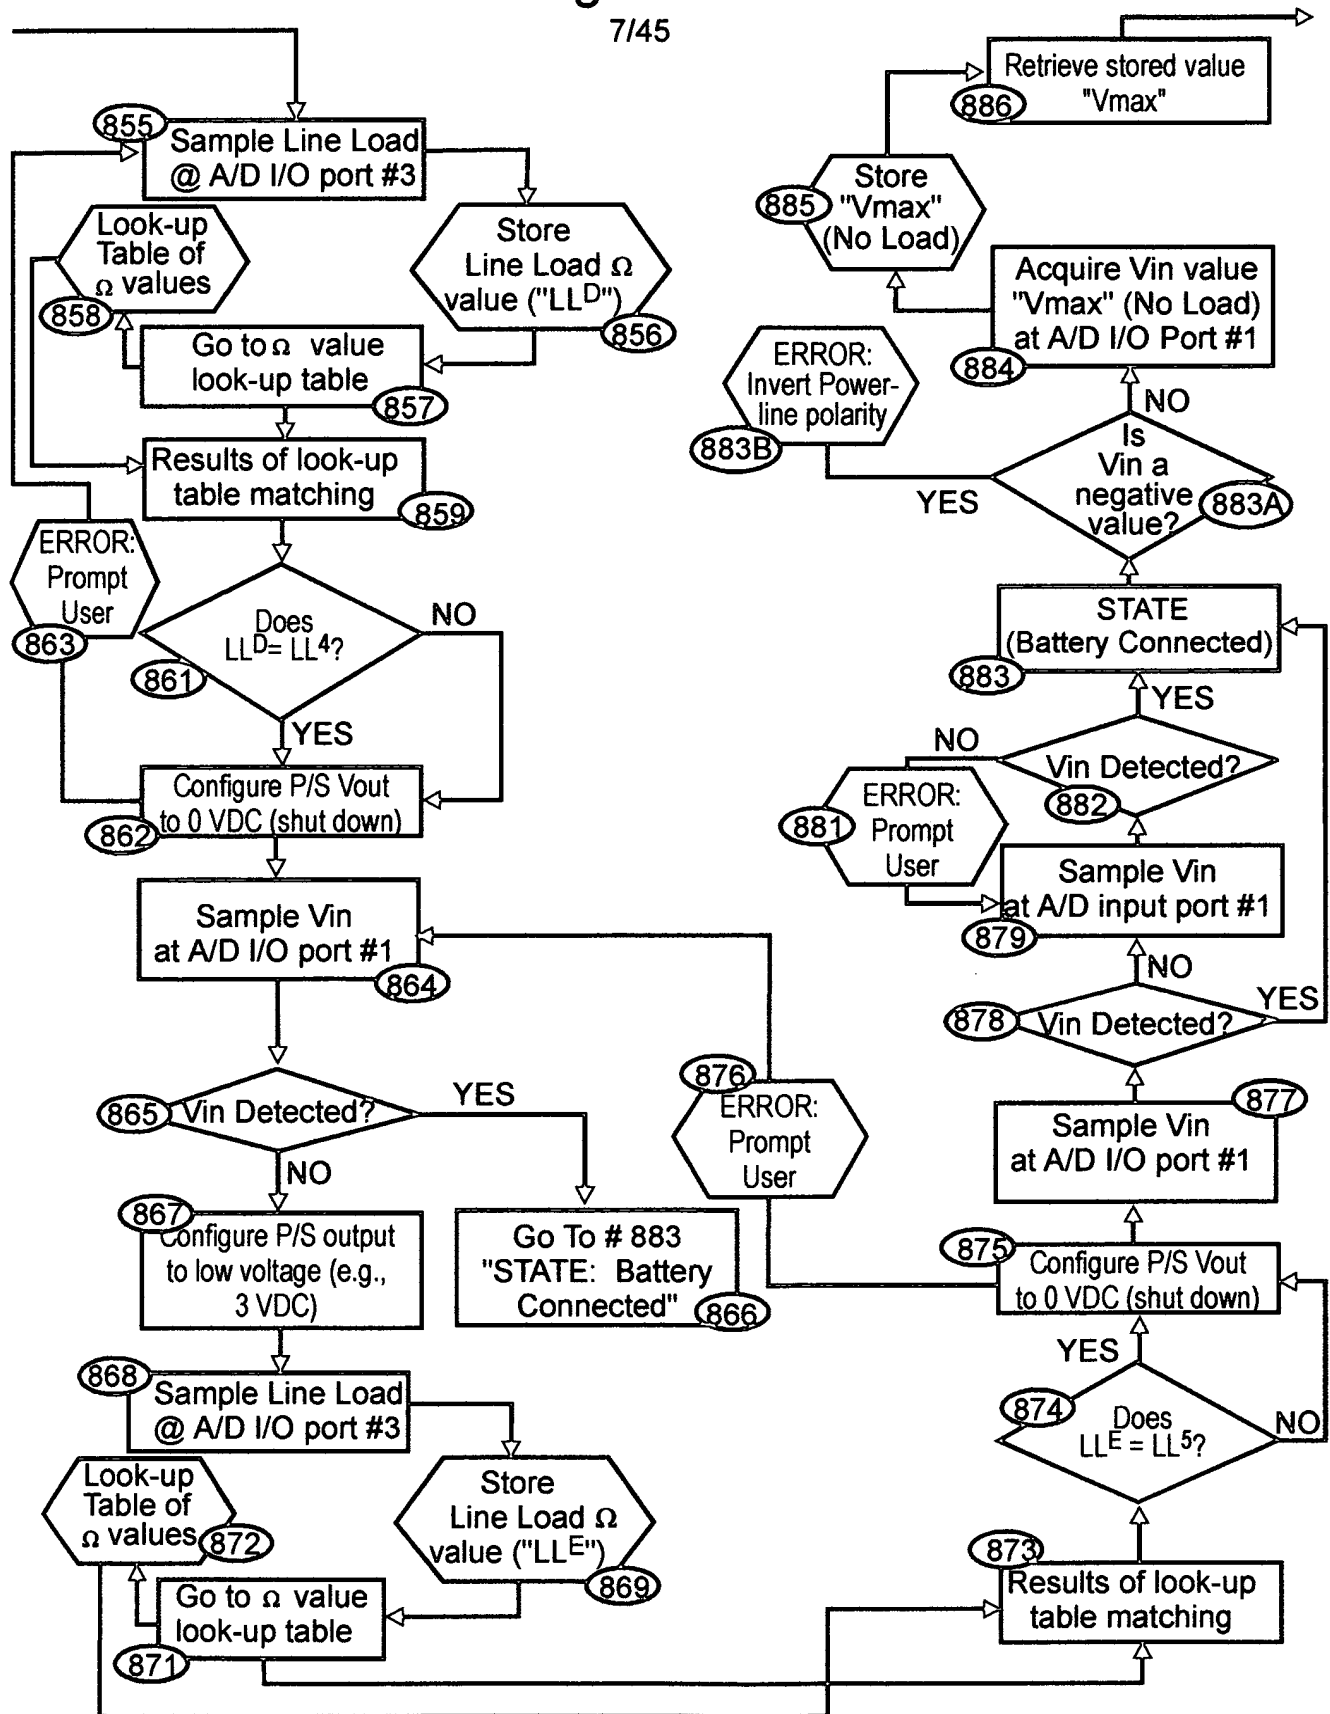 7/45
855
Sample Line Load
@ A/D I/O port #3
Look-up
Table of
Ω values
858
Store
Line Load Ω
value ("LLD")
856
Go to Ω value
look-up table
857
Results of look-up
table matching
859
ERROR:
Prompt
User
863
Does
LLD= LL4?
861
NO
YES
Configure P/S Vout
to 0 VDC (shut down)
862
Sample Vin
at A/D I/O port #1
864
865
Vin Detected?
YES
NO
867
Configure P/S output
to low voltage (e.g.,
3 VDC)
Go To # 883
"STATE: Battery
Connected"
866
868
Sample Line Load
@ A/D I/O port #3
Look-up
Table of
Ω values
872
Store
Line Load Ω
value ("LLE")
869
Go to Ω value
look-up table
871
876
ERROR:
Prompt
User
Retrieve stored value
"Vmax"
886
Store
"Vmax"
(No Load)
885
Acquire Vin value
"Vmax" (No Load)
at A/D I/O Port #1
884
ERROR:
Invert Power-
line polarity
883B
NO
Is
Vin a
negative
value?
883A
YES
STATE
(Battery Connected)
883
YES
NO
Vin Detected?
882
ERROR:
Prompt
User
881
Sample Vin
at A/D input port #1
879
NO
YES
878
Vin Detected?
877
Sample Vin
at A/D I/O port #1
875
Configure P/S Vout
to 0 VDC (shut down)
YES
874
Does
LLE = LL5?
NO
873
Results of look-up
table matching